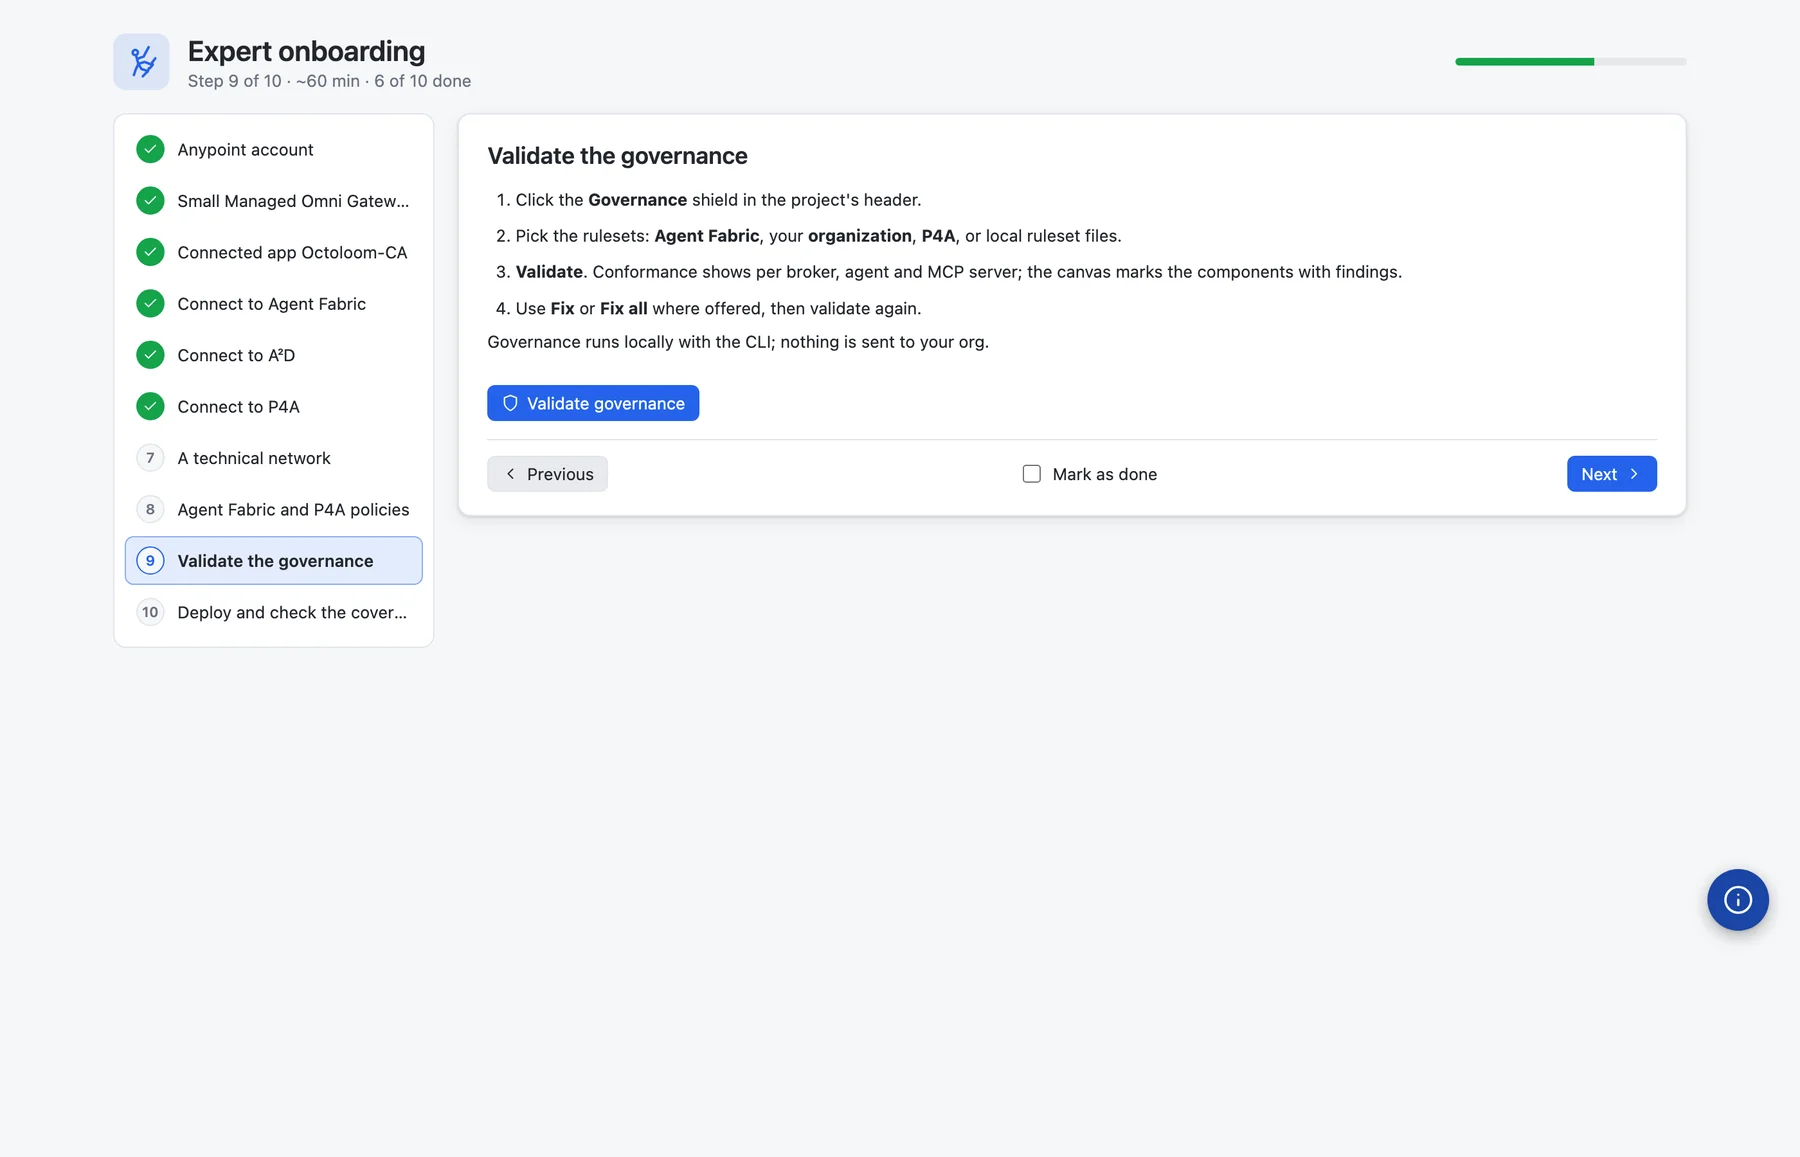 Expert onboarding
Step 9 of 10 · ~60 min · 6 of 10 done
Anypoint account
Small Managed Omni Gatew...
Connected app Octoloom-CA
Connect to Agent Fabric
Connect to A²D
Connect to P4A
7 A technical network
8 Agent Fabric and P4A policies
9 Validate the governance
10 Deploy and check the cover...
Validate the governance
1. Click the Governance shield in the project's header.
2. Pick the rulesets: Agent Fabric, your organization, P4A, or local ruleset files.
3. Validate. Conformance shows per broker, agent and MCP server; the canvas marks the components with findings.
4. Use Fix or Fix all where offered, then validate again.
Governance runs locally with the CLI; nothing is sent to your org.
Validate governance
Previous
Mark as done
Next